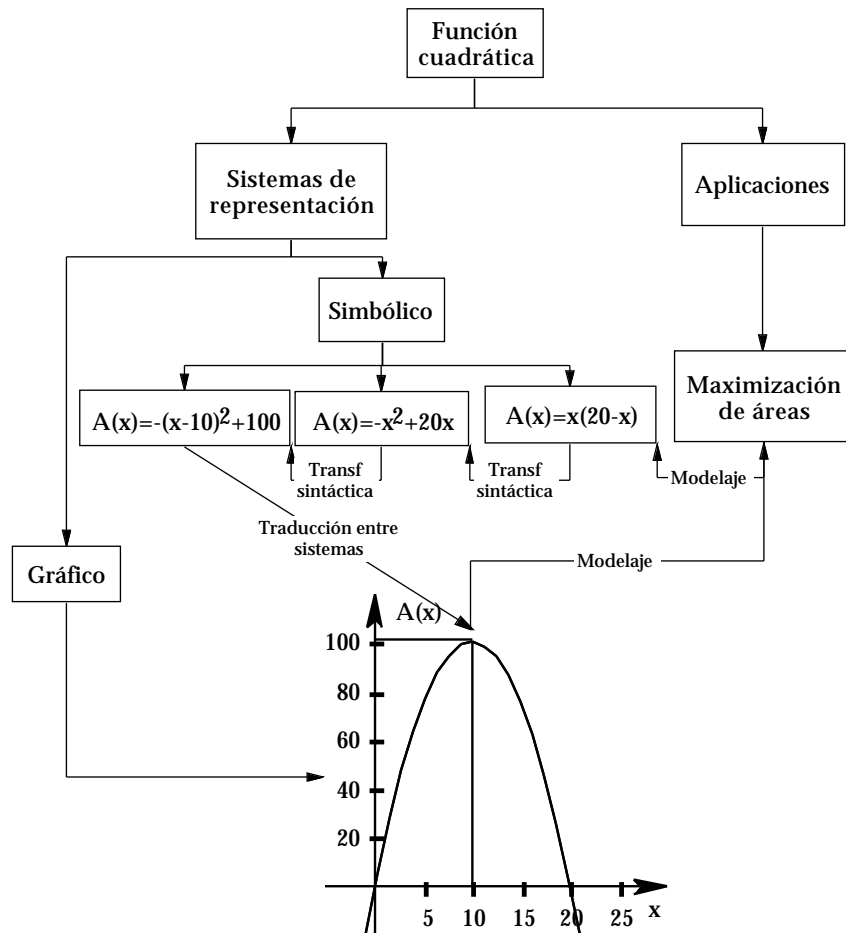 Función
cuadrática
Sistemas de
representación
Aplicaciones
Simbólico
Maximización
de áreas
A(x)=-(x-10)²+100
A(x)=-x²+20x
A(x)=x(20-x)
Transf
sintáctica
Transf
sintáctica
Modelaje
Traducción entre
sistemas
Gráfico
Modelaje
A(x)
100
80
60
40
20
5 10 15 20 25 x